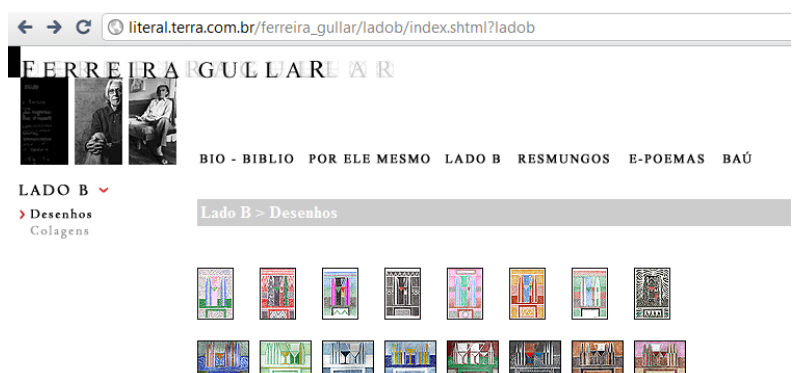 literal.terra.com.br/ferreira_gullar/ladob/index.shtml?ladob
FERREIRA GULLAR
BIO - BIBLIO POR ELE MESMO LADO B RESMUNGOS E-POEMAS BAÚ
LADO B
Desenhos
Colagens
Lado B > Desenhos